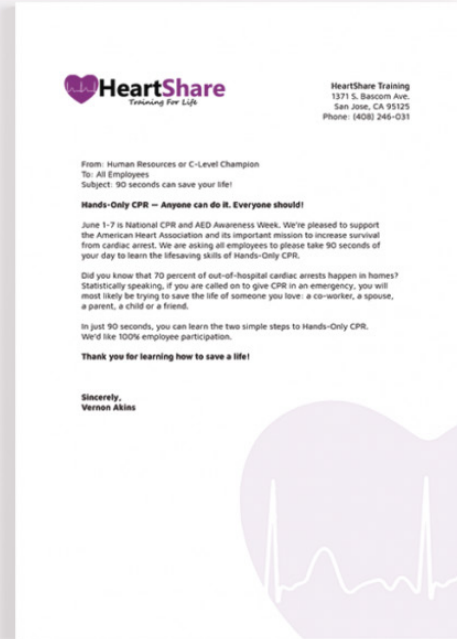 HeartShare
Training For Life
HeartShare Training
1371 S. Bascom Ave.
San Jose, CA 95125
Phone: (408) 246-031
From: Human Resources or C-Level Champion
To: All Employees
Subject: 90 seconds can save your life!
Hands-Only CPR — Anyone can do it. Everyone should!
June 1-7 is National CPR and AED Awareness Week. We're pleased to support
the American Heart Association and its important mission to increase survival
from cardiac arrest. We are asking all employees to please take 90 seconds of
your day to learn the lifesaving skills of Hands-Only CPR.
Did you know that 70 percent of out-of-hospital cardiac arrests happen in homes?
Statistically speaking, if you are called on to give CPR in an emergency, you will
most likely be trying to save the life of someone you love: a co-worker, a spouse,
a parent, a child or a friend.
In just 90 seconds, you can learn the two simple steps to Hands-Only CPR.
We'd like 100% employee participation.
Thank you for learning how to save a life!
Sincerely,
Vernon Akins